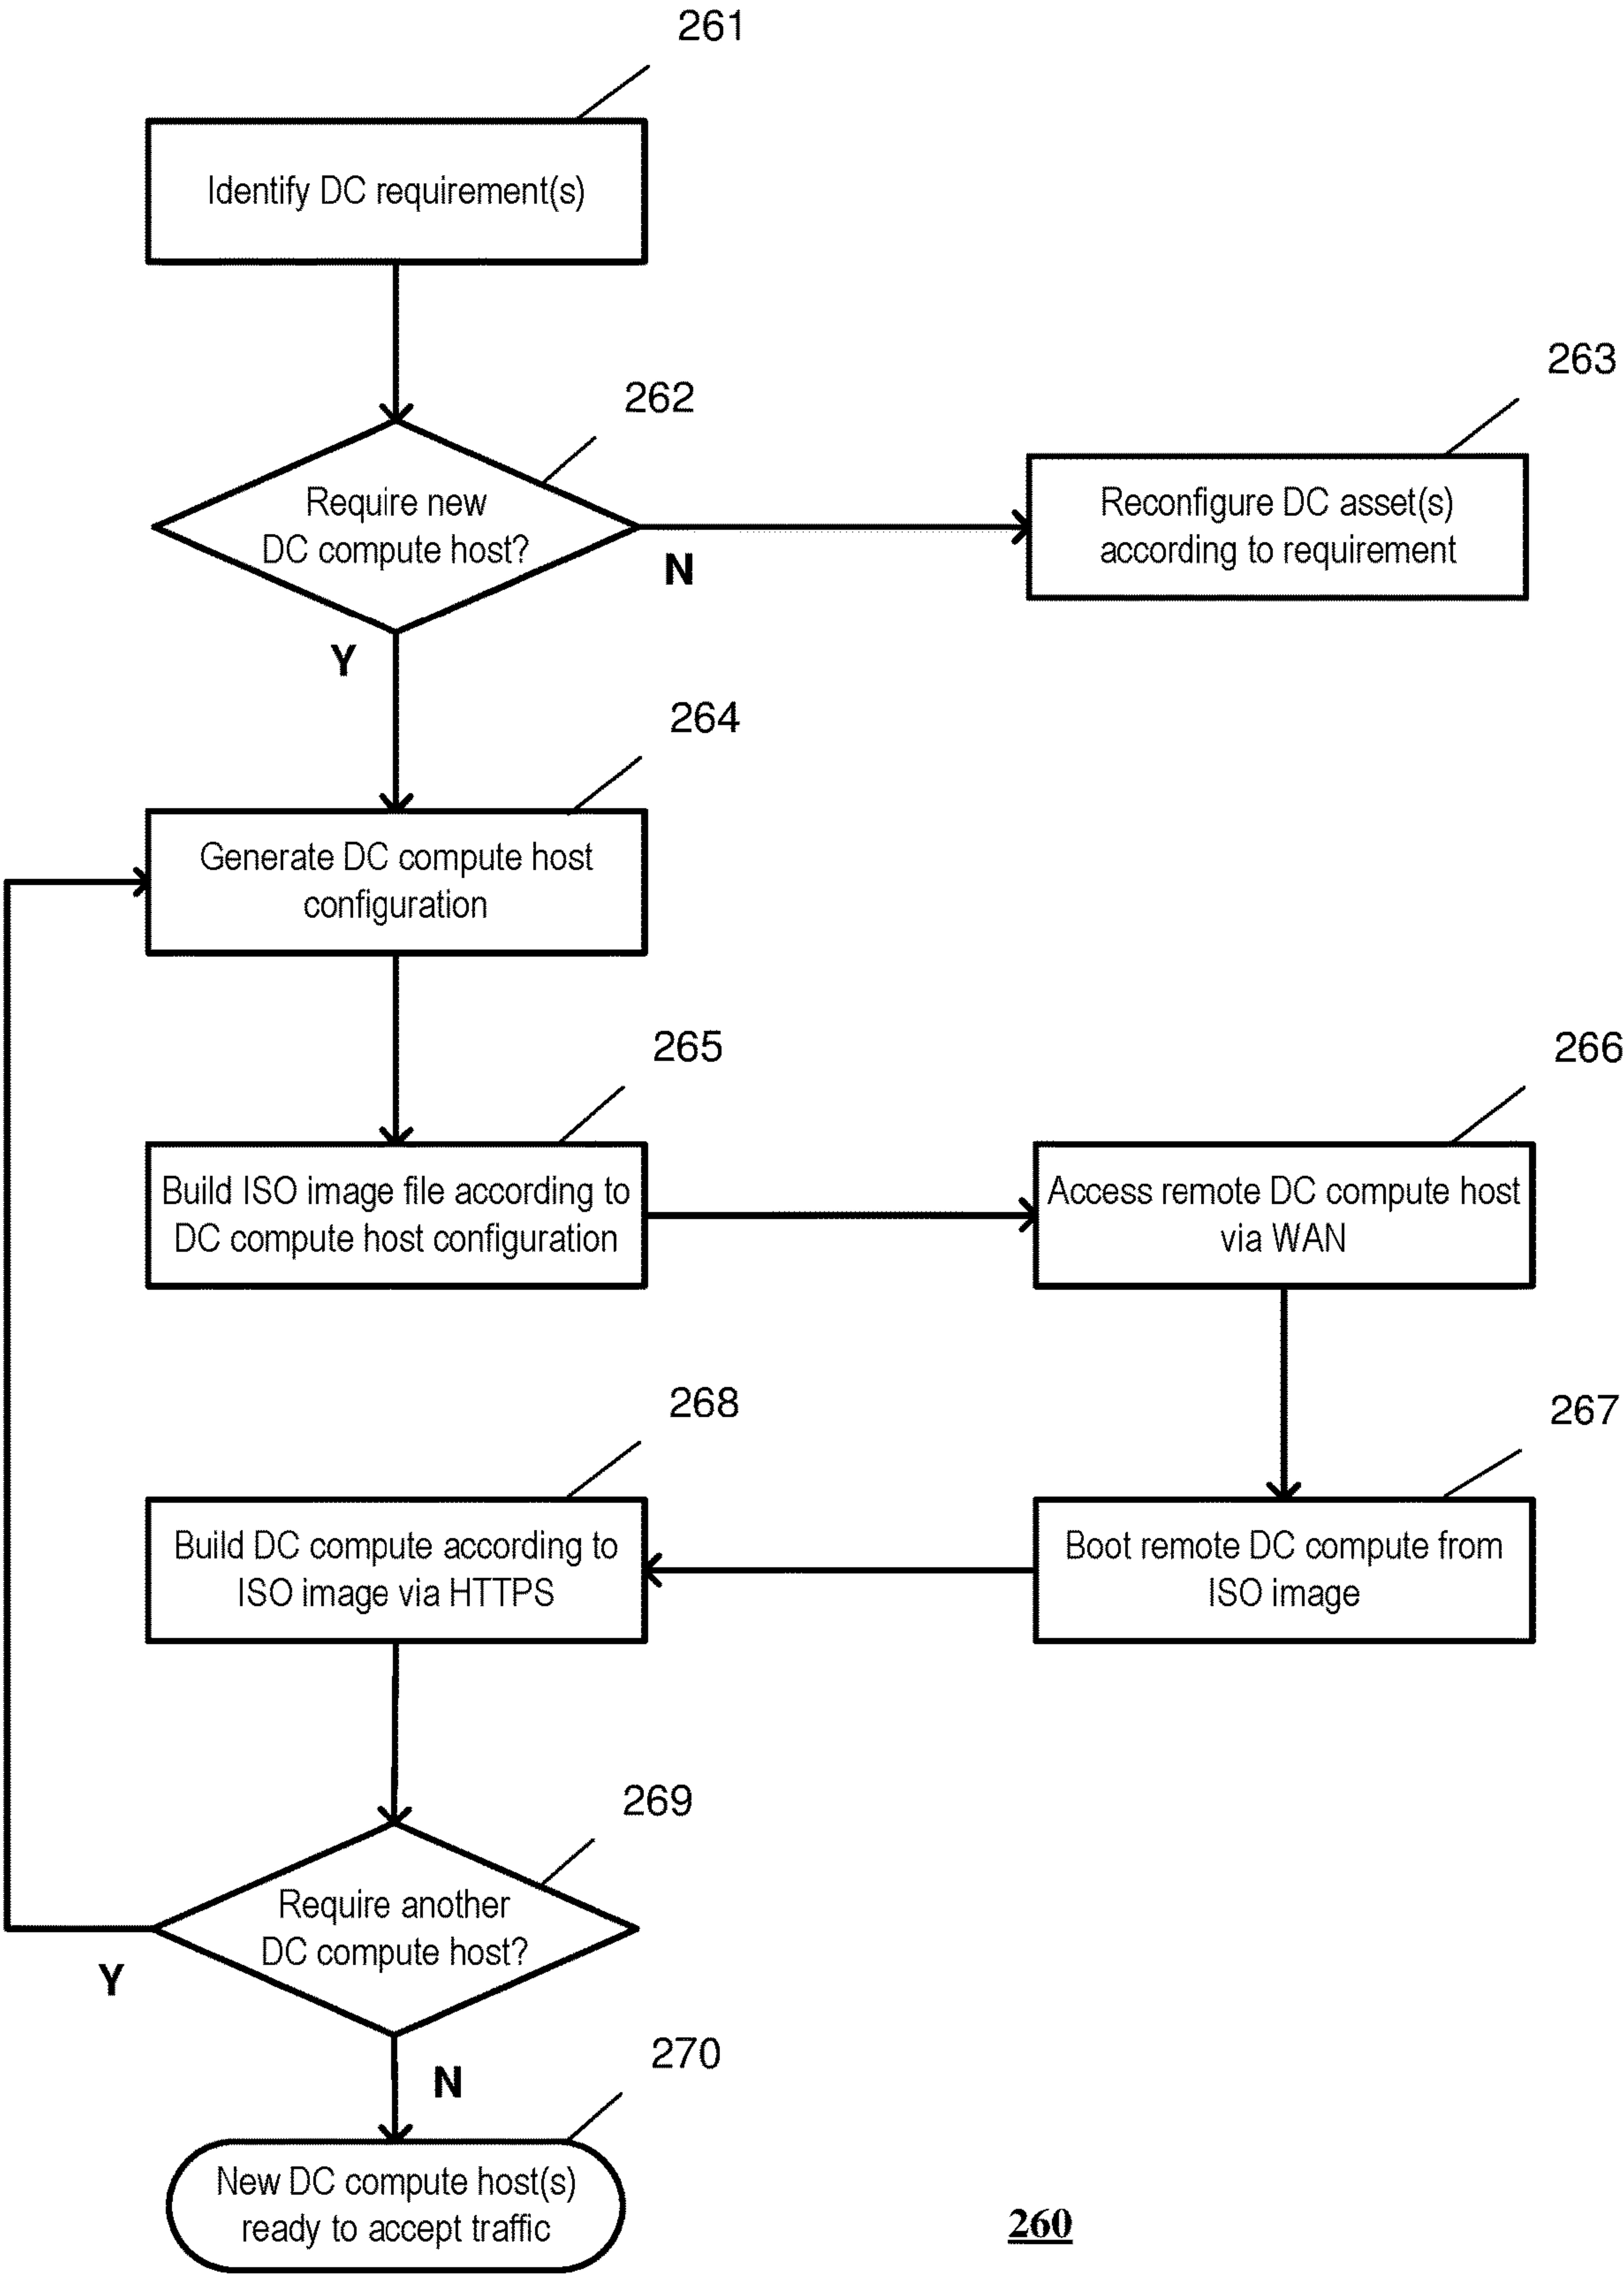 261
Identify DC requirement(s)
262
Require new
DC compute host?
N
Y
263
Reconfigure DC asset(s)
according to requirement
264
Generate DC compute host
configuration
265
Build ISO image file according to
DC compute host configuration
266
Access remote DC compute host
via WAN
267
Boot remote DC compute from
ISO image
268
Build DC compute according to
ISO image via HTTPS
269
Require another
DC compute host?
Y
N
270
New DC compute host(s)
ready to accept traffic
260